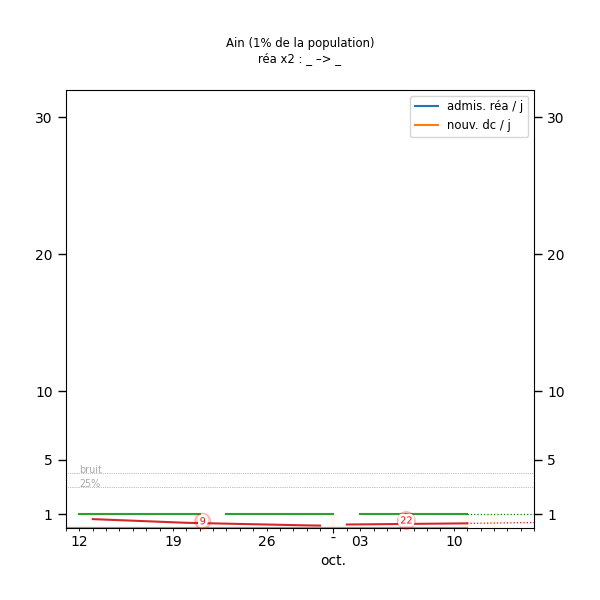 Ain (1% de la population)
réa x2 : _ –> _
admis. réa / j
nouv. dc / j
30 30
20 20
10 10
5 5
bruit
25%
1 1
9 22
12 19 26 - 03 10
oct.